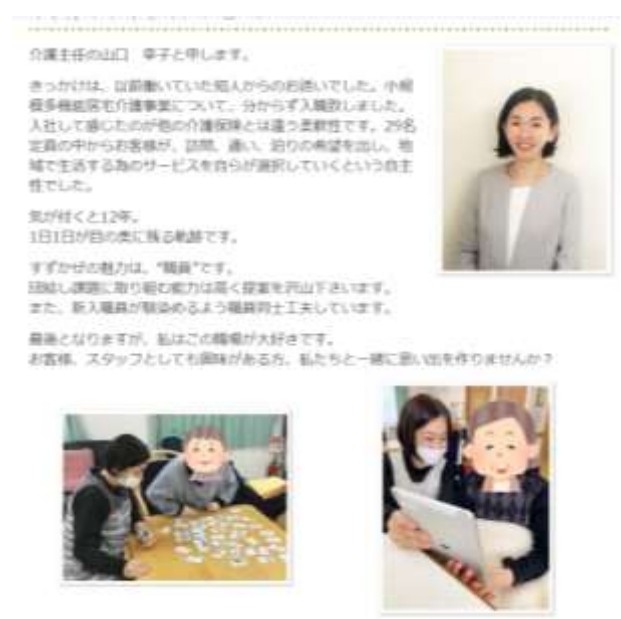 介護主任の山口 幸子と申します。
きっかけは、以前働いていた知人からのお誘いでした。小規
模多機能居宅介護事業について、分からず入職致しました。
入社して感じたのが他の介護保険とは違う柔軟性です。29名
定員の中からお客様が、訪問、通い、泊りの希望を出し、地
域で生活する為のサービスを自らが選択していくという自主
性でした。
気が付くと12年。
1日1日が目の奥に残る軌跡です。
すずかぜの魅力は、“職員”です。
団結し課題に取り組む能力は高く提案を沢山下さいます。
また、新入職員が馴染めるよう職員同士工夫しています。
最後となりますが、私はこの職場が大好きです。
お客様、スタッフとしても興味がある方、私たちと一緒に思い出を作りませんか?